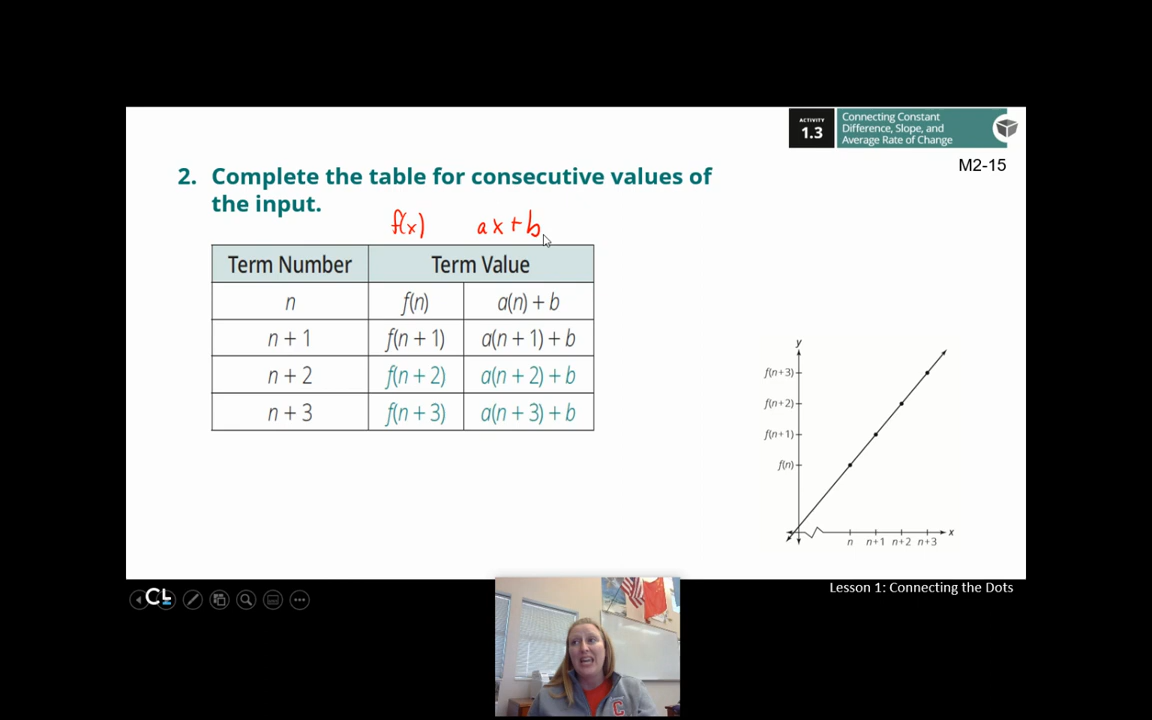 ACTIVITY
1.3
Connecting Constant
Difference, Slope, and
Average Rate of Change
M2-15
2. Complete the table for consecutive values of
the input.
f(x) ax+b
Term Number Term Value
n f(n) a(n) + b
n + 1 f(n + 1) a(n + 1) + b
n + 2 f(n + 2) a(n + 2) + b
n + 3 f(n + 3) a(n + 3) + b
y
f(n+3)
f(n+2)
f(n+1)
f(n)
x
n n+1 n+2 n+3
CL
Lesson 1: Connecting the Dots
C